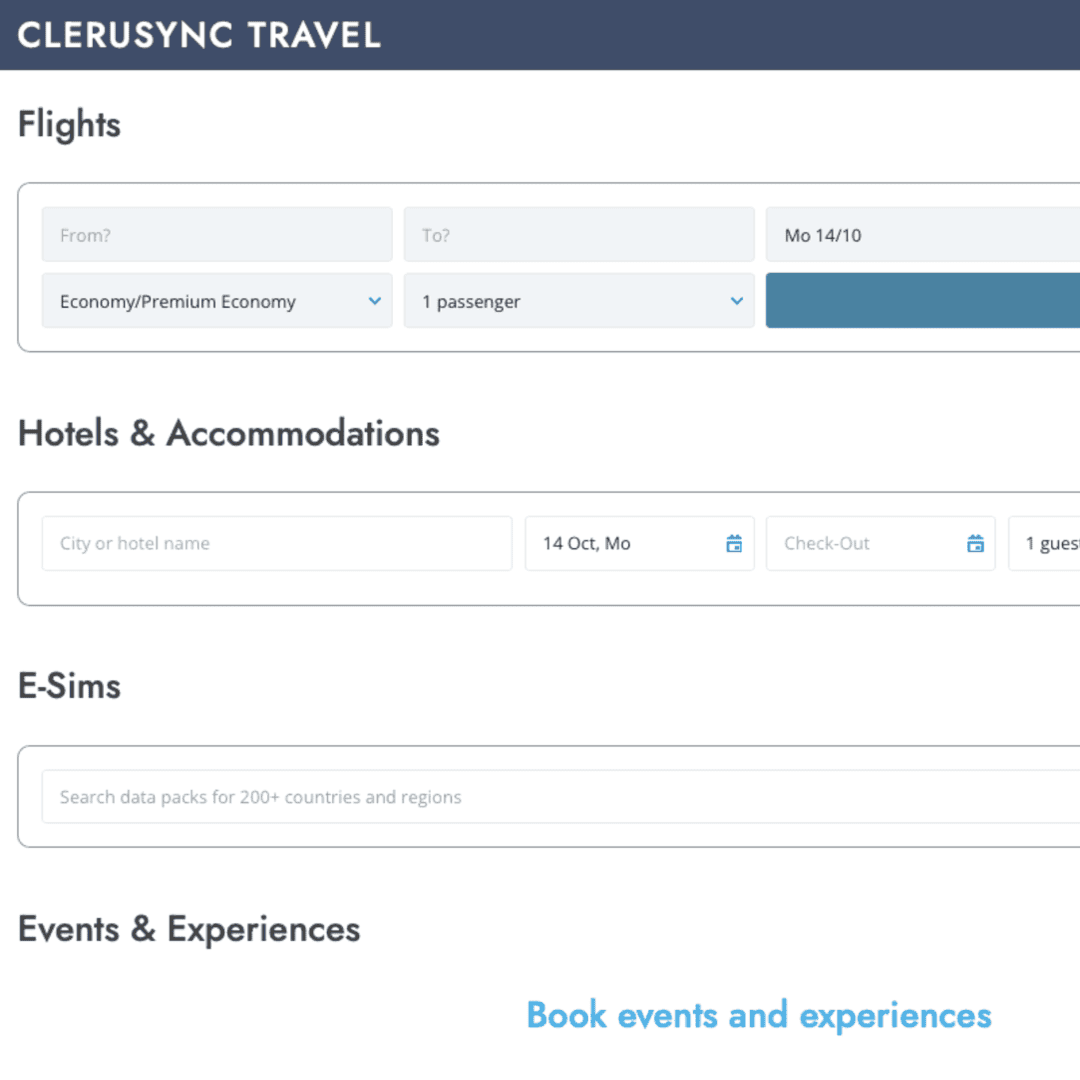 CLERUSYNC TRAVEL
Flights
From? To? Mo 14/10
Economy/Premium Economy 1 passenger
Hotels & Accommodations
City or hotel name 14 Oct, Mo Check-Out 1 gues
E-Sims
Search data packs for 200+ countries and regions
Events & Experiences
Book events and experiences